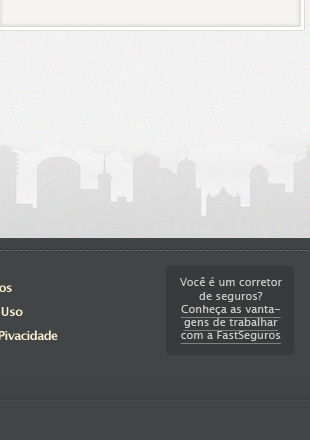 Você é um corretor
de seguros?
os
Conheça as vanta-
Uso
gens de trabalhar
Pivacidade
com a FastSeguros